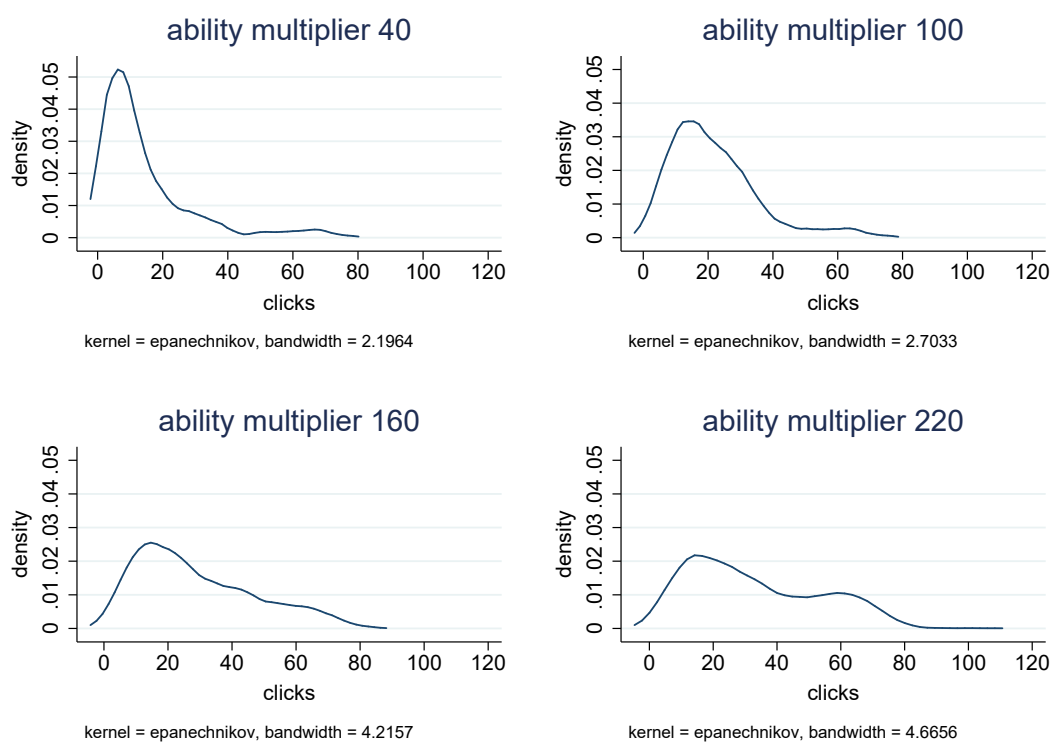 ability multiplier 40
density
0 .01 .02 .03 .04 .05
0 20 40 60 80 100 120
clicks
kernel = epanechnikov, bandwidth = 2.1964
ability multiplier 100
density
0 .01 .02 .03 .04 .05
0 20 40 60 80 100 120
clicks
kernel = epanechnikov, bandwidth = 2.7033
ability multiplier 160
density
0 .01 .02 .03 .04 .05
0 20 40 60 80 100 120
clicks
kernel = epanechnikov, bandwidth = 4.2157
ability multiplier 220
density
0 .01 .02 .03 .04 .05
0 20 40 60 80 100 120
clicks
kernel = epanechnikov, bandwidth = 4.6656